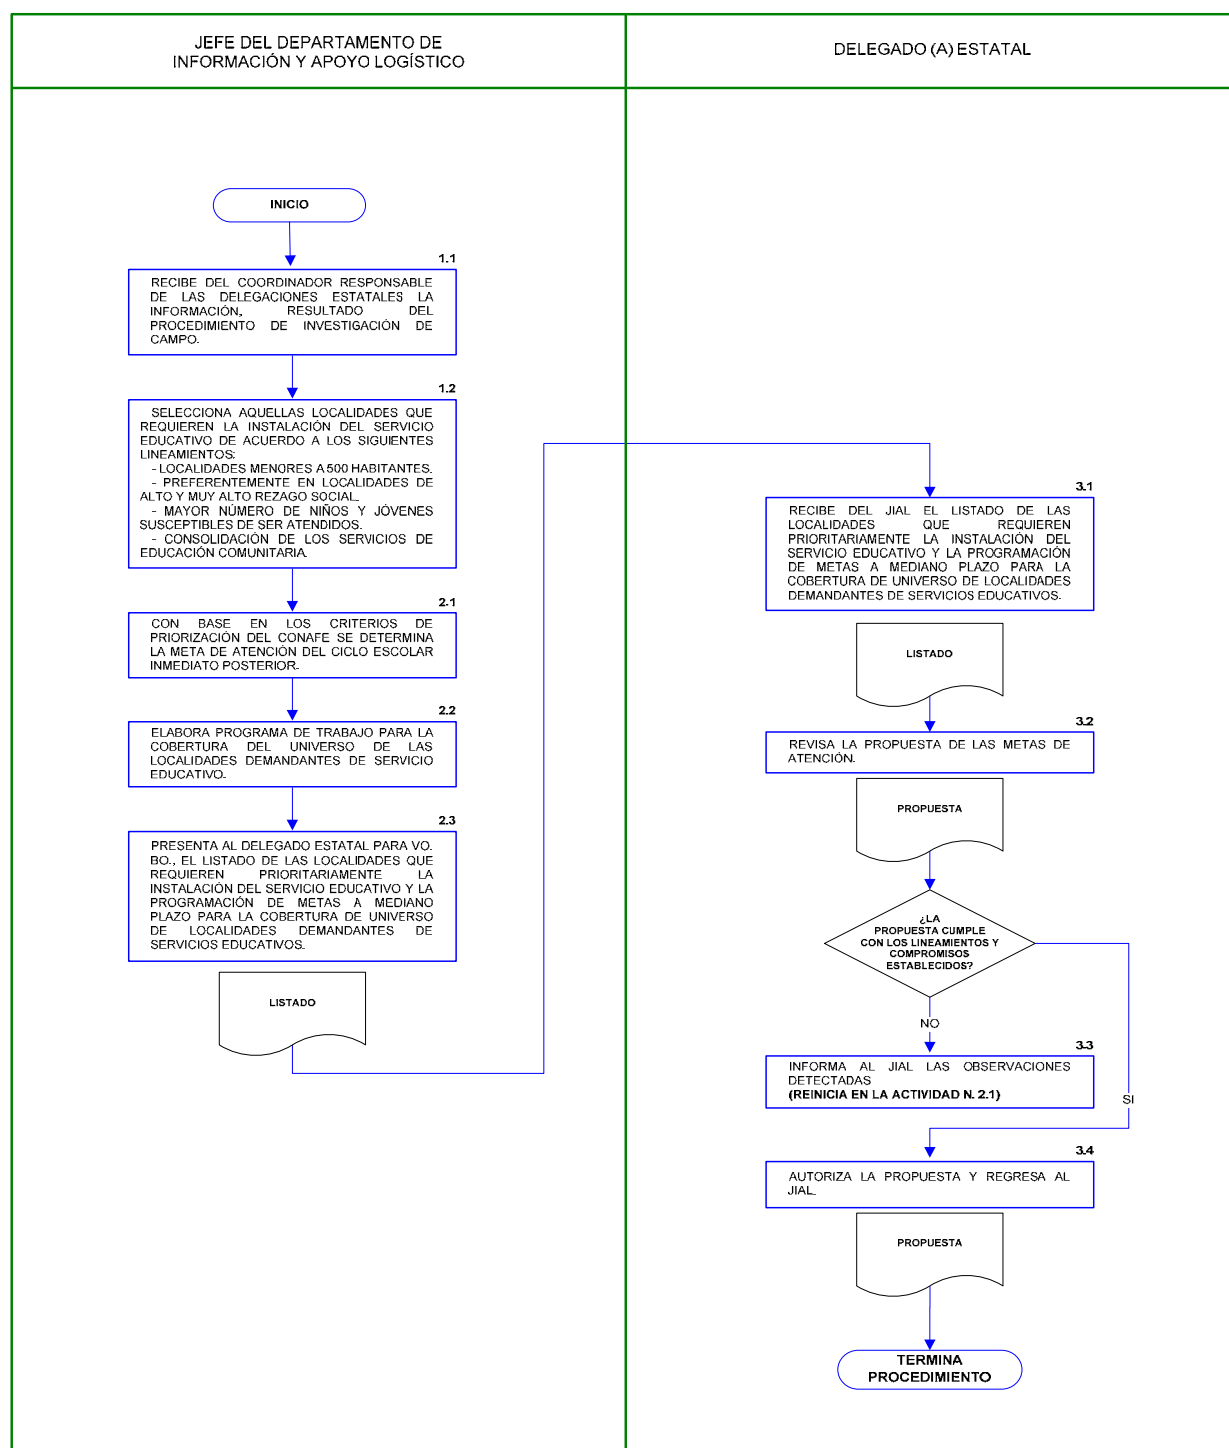 JEFE DEL DEPARTAMENTO DE
INFORMACIÓN Y APOYO LOGÍSTICO
DELEGADO (A) ESTATAL
INICIO
1.1
RECIBE DEL COORDINADOR RESPONSABLE
DE LAS DELEGACIONES ESTATALES LA
INFORMACIÓN, RESULTADO DEL
PROCEDIMIENTO DE INVESTIGACIÓN DE
CAMPO.
1.2
SELECCIONA AQUELLAS LOCALIDADES QUE
REQUIEREN LA INSTALACIÓN DEL SERVICIO
EDUCATIVO DE ACUERDO A LOS SIGUIENTES
LINEAMIENTOS:
- LOCALIDADES MENORES A 500 HABITANTES.
- PREFERENTEMENTE EN LOCALIDADES DE
ALTO Y MUY ALTO REZAGO SOCIAL.
- MAYOR NÚMERO DE NIÑOS Y JÓVENES
SUSCEPTIBLES DE SER ATENDIDOS.
- CONSOLIDACIÓN DE LOS SERVICIOS DE
EDUCACIÓN COMUNITARIA.
2.1
CON BASE EN LOS CRITERIOS DE
PRIORIZACIÓN DEL CONAFE SE DETERMINA
LA META DE ATENCIÓN DEL CICLO ESCOLAR
INMEDIATO POSTERIOR.
2.2
ELABORA PROGRAMA DE TRABAJO PARA LA
COBERTURA DEL UNIVERSO DE LAS
LOCALIDADES DEMANDANTES DE SERVICIO
EDUCATIVO.
2.3
PRESENTA AL DELEGADO ESTATAL PARA VO.
BO., EL LISTADO DE LAS LOCALIDADES QUE
REQUIEREN PRIORITARIAMENTE LA
INSTALACIÓN DEL SERVICIO EDUCATIVO Y LA
PROGRAMACIÓN DE METAS A MEDIANO
PLAZO PARA LA COBERTURA DE UNIVERSO
DE LOCALIDADES DEMANDANTES DE
SERVICIOS EDUCATIVOS.
LISTADO
3.1
RECIBE DEL JIAL EL LISTADO DE LAS
LOCALIDADES QUE REQUIEREN
PRIORITARIAMENTE LA INSTALACIÓN DEL
SERVICIO EDUCATIVO Y LA PROGRAMACIÓN
DE METAS A MEDIANO PLAZO PARA LA
COBERTURA DE UNIVERSO DE LOCALIDADES
DEMANDANTES DE SERVICIOS EDUCATIVOS.
LISTADO
3.2
REVISA LA PROPUESTA DE LAS METAS DE
ATENCIÓN.
PROPUESTA
¿LA
PROPUESTA CUMPLE
CON LOS LINEAMIENTOS Y
COMPROMISOS
ESTABLECIDOS?
NO
3.3
INFORMA AL JIAL LAS OBSERVACIONES
DETECTADAS
(REINICIA EN LA ACTIVIDAD N. 2.1)
SI
3.4
AUTORIZA LA PROPUESTA Y REGRESA AL
JIAL.
PROPUESTA
TERMINA
PROCEDIMIENTO